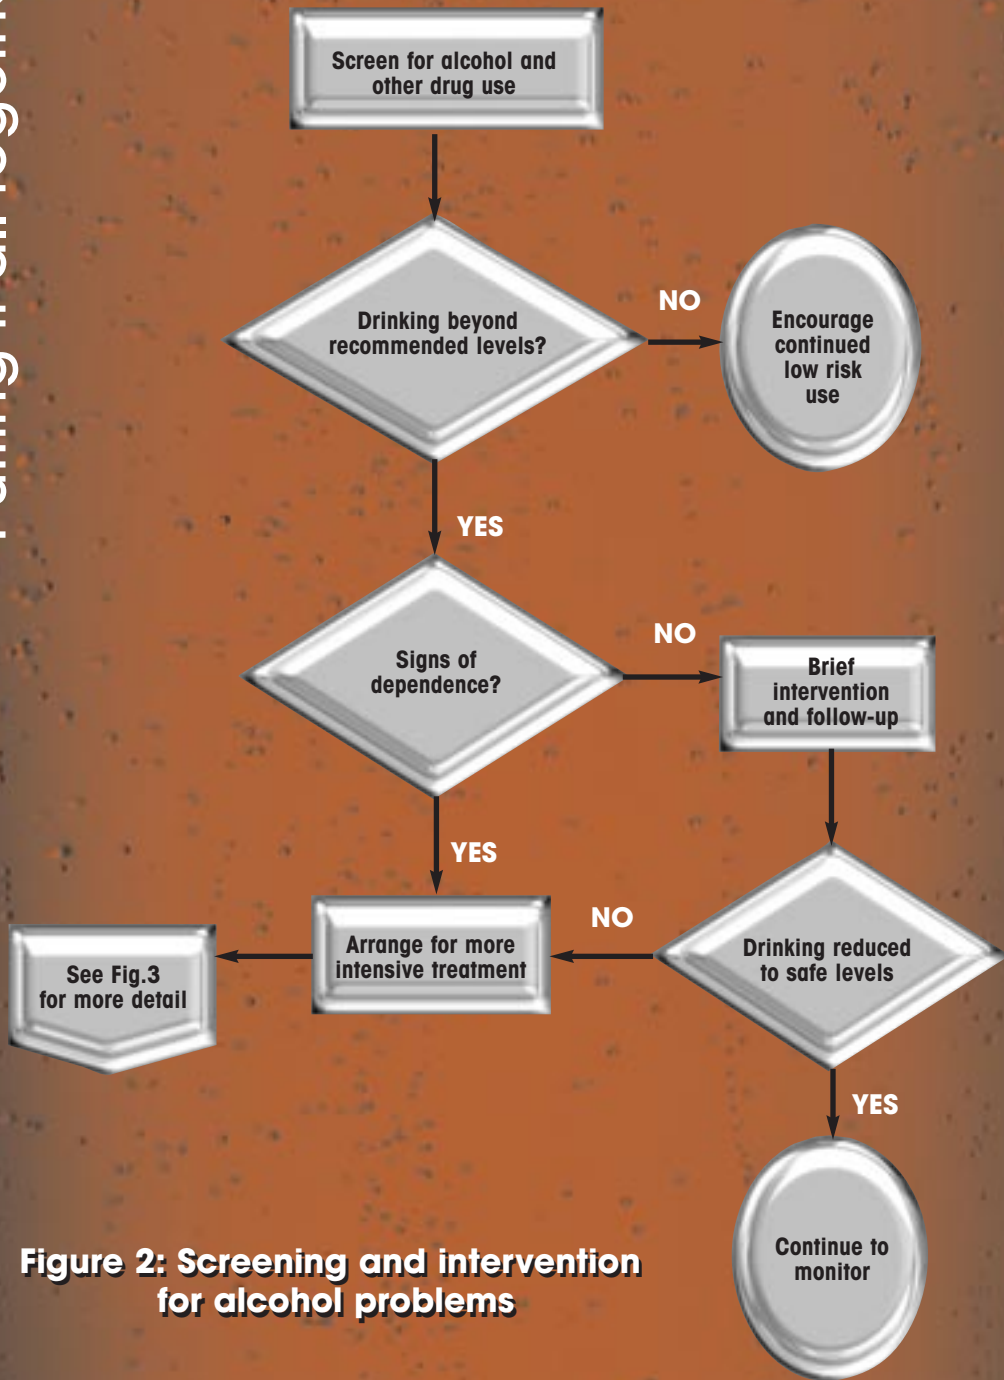 Screen for alcohol and
other drug use
Drinking beyond
recommended levels?
NO
Encourage
continued
low risk
use
YES
Signs of
dependence?
NO
Brief
intervention
and follow-up
YES
Arrange for more
intensive treatment
NO
Drinking reduced
to safe levels
See Fig.3
for more detail
YES
Continue to
monitor
Figure 2: Screening and intervention
for alcohol problems